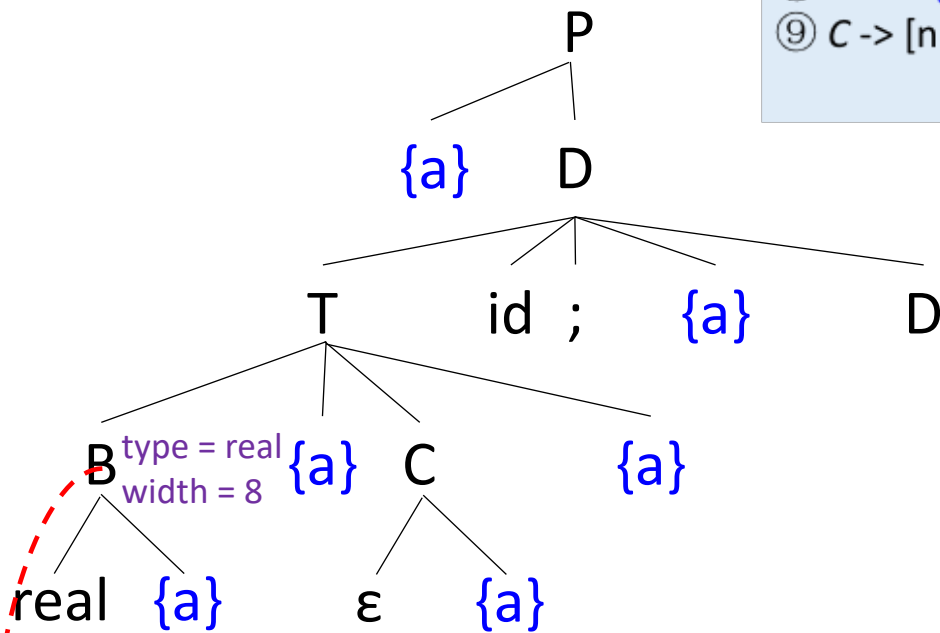 P
⑨ C -> [n
{a} D
T id ; {a} D
B type = real {a} C {a}
width = 8
real {a} ε {a}